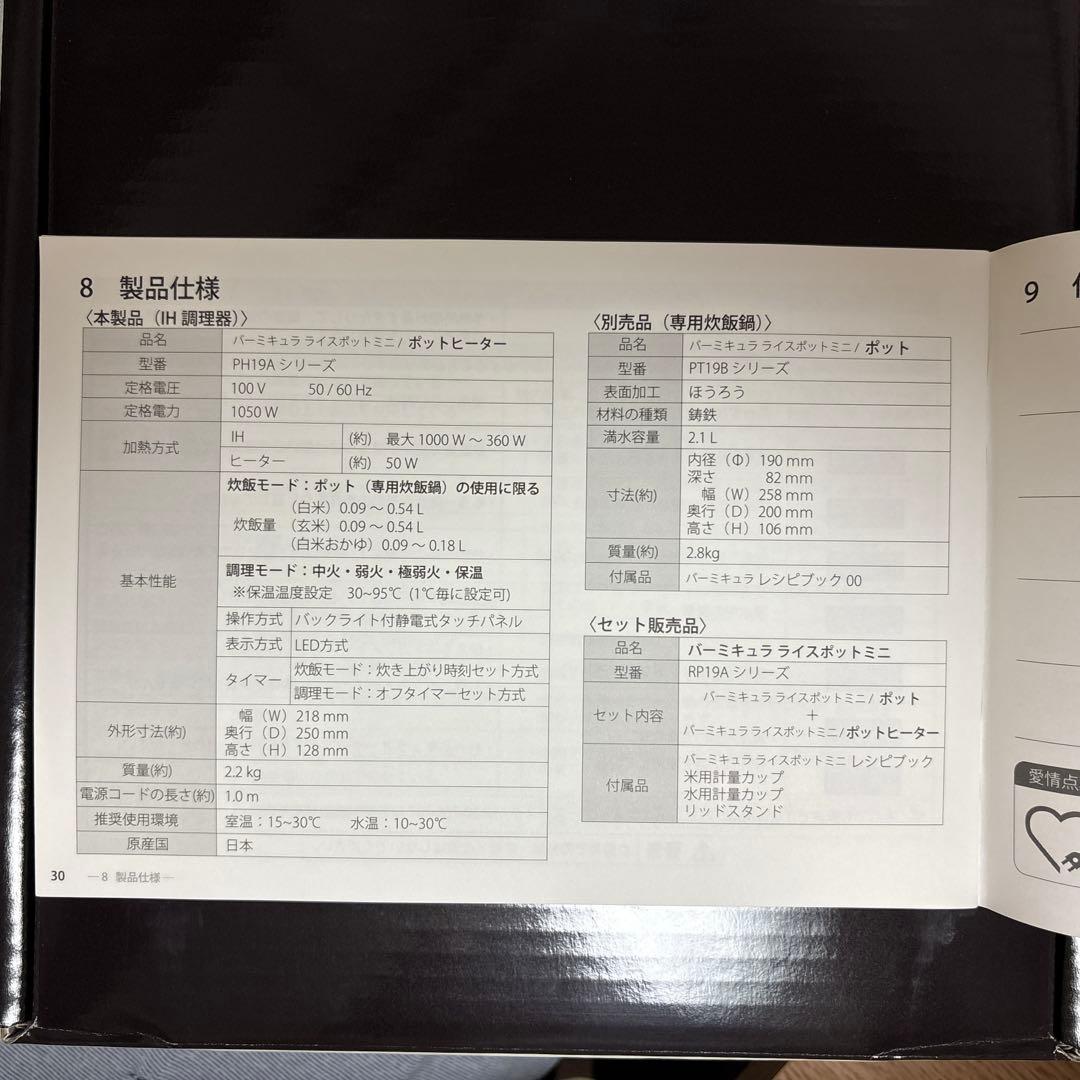 8 製品仕様
〈本製品（IH 調理器）〉
品名 バーミキュラ ライスポットミニ / ポットヒーター
型番 PH19A シリーズ
定格電圧 100 V 50 / 60 Hz
定格電力 1050 W
加熱方式 IH (約) 最大 1000 W ～ 360 W
ヒーター (約) 50 W
基本性能 炊飯モード：ポット（専用炊飯鍋）の使用に限る
炊飯量 （白米）0.09 ～ 0.54 L
（玄米）0.09 ～ 0.54 L
（白米おかゆ）0.09 ～ 0.18 L
調理モード：中火・弱火・極弱火・保温
※保温温度設定 30~95℃ (1℃毎に設定可)
操作方式 バックライト付静電式タッチパネル
表示方式 LED方式
タイマー 炊飯モード：炊き上がり時刻セット方式
調理モード：オフタイマーセット方式
外形寸法(約) 幅（W）218 mm
奥行（D）250 mm
高さ（H）128 mm
質量(約) 2.2 kg
電源コードの長さ(約) 1.0 m
推奨使用環境 室温：15~30℃ 水温：10~30℃
原産国 日本
30 ―8 製品仕様―
〈別売品（専用炊飯鍋）〉
品名 バーミキュラ ライスポットミニ / ポット
型番 PT19B シリーズ
表面加工 ほうろう
材料の種類 鋳鉄
満水容量 2.1 L
寸法(約) 内径（Φ）190 mm
深さ 82 mm
幅（W）258 mm
奥行（D）200 mm
高さ（H）106 mm
質量(約) 2.8kg
付属品 バーミキュラ レシピブック 00
〈セット販売品〉
品名 バーミキュラ ライスポットミニ
型番 RP19A シリーズ
セット内容 バーミキュラ ライスポットミニ / ポット
＋
バーミキュラ ライスポットミニ/ポットヒーター
付属品 バーミキュラ ライスポットミニ レシピブック
米用計量カップ
水用計量カップ
リッドスタンド
9
愛情点